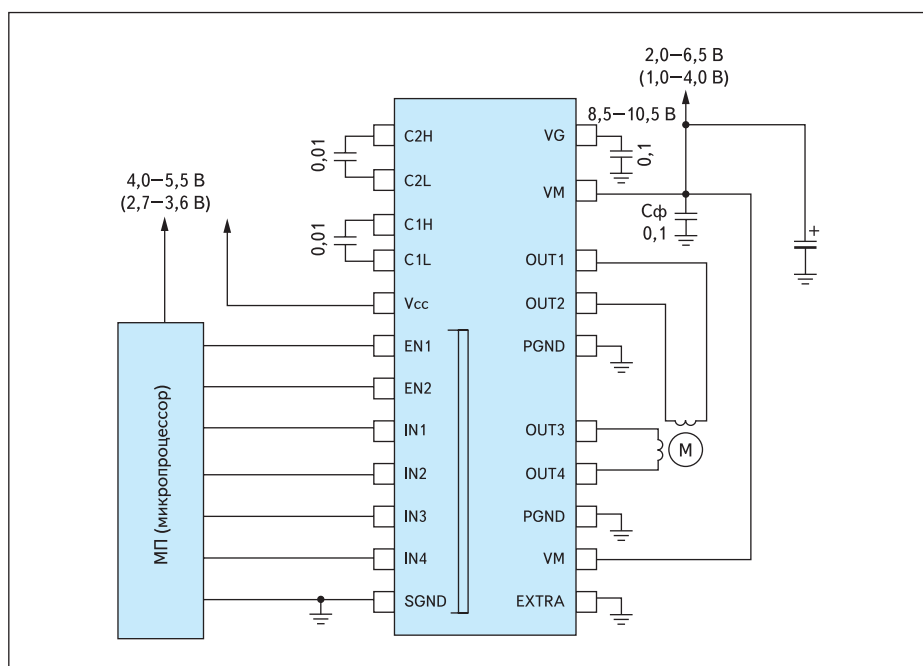 2,0–6,5 В
(1,0–4,0 В)
8,5–10,5 В
C2H
VG
0,01
0,1
C2L
VM
4,0–5,5 В
(2,7–3,6 В)
C1H
Сф
0,1
+
0,01
C1L
OUT1
Vcc
OUT2
EN1
PGND
EN2
IN1
OUT3
М
IN2
OUT4
IN3
PGND
IN4
VM
SGND
EXTRA
МП (микропроцессор)